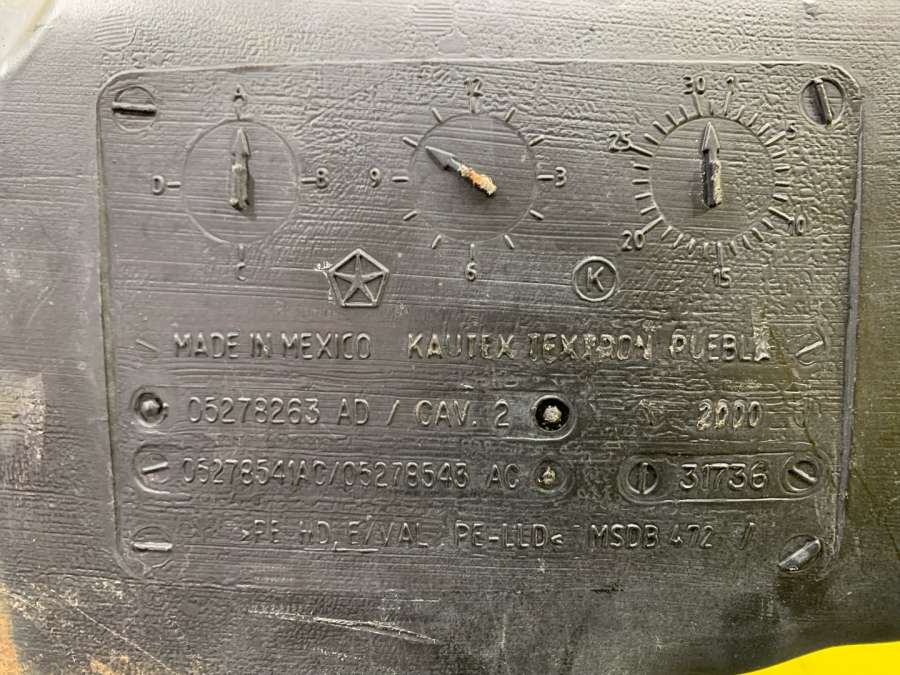 A
B
C
D
12
3
6
9
30 1
5
10
15
20
25
K
MADE IN MEXICO KAUTEX TEXTRON PUEBLA
05278263 AD / CAV. 2 2000
05278541AC/05278543 AC 31736
>PE-HD, E/VAL PE-LLD< MSDB 472 /